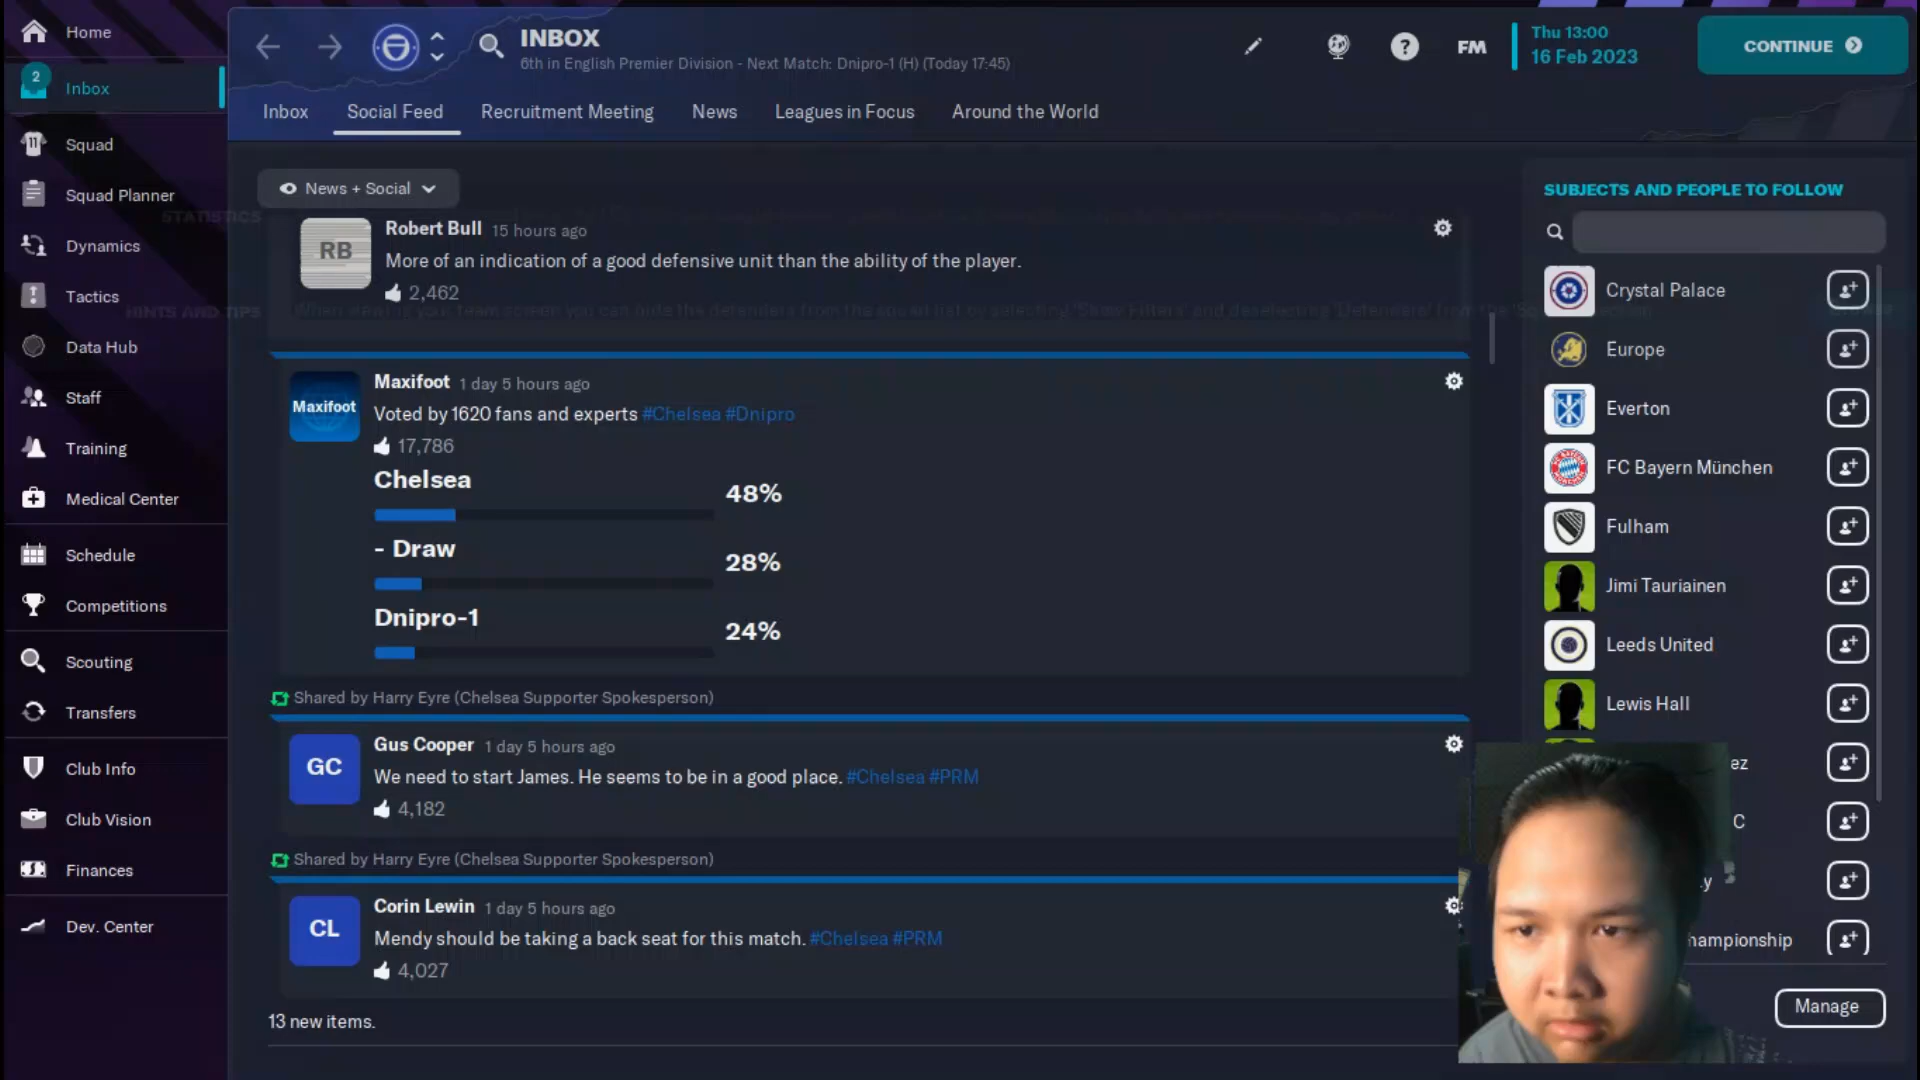 Home
2
Inbox
Squad
Squad Planner
Dynamics
Tactics
Data Hub
Staff
Training
Medical Center
Schedule
Competitions
Scouting
Transfers
Club Info
Club Vision
Finances
Dev. Center
INBOX
6th in English Premier Division - Next Match: Dnipro-1 (H) (Today 17:45)
FM
Thu 13:00
16 Feb 2023
CONTINUE
Inbox Social Feed Recruitment Meeting News Leagues in Focus Around the World
News + Social
STATISTICS
HINTS AND TIPS
RB
Robert Bull 15 hours ago
More of an indication of a good defensive unit than the ability of the player.
2,462
Maxifoot
Maxifoot 1 day 5 hours ago
Voted by 1620 fans and experts #Chelsea #Dnipro
17,786
Chelsea 48%
- Draw 28%
Dnipro-1 24%
Shared by Harry Eyre (Chelsea Supporter Spokesperson)
GC
Gus Cooper 1 day 5 hours ago
We need to start James. He seems to be in a good place. #Chelsea #PRM
4,182
Shared by Harry Eyre (Chelsea Supporter Spokesperson)
CL
Corin Lewin 1 day 5 hours ago
Mendy should be taking a back seat for this match. #Chelsea #PRM
4,027
13 new items.
SUBJECTS AND PEOPLE TO FOLLOW
Crystal Palace
Europe
Everton
FC Bayern München
Fulham
Jimi Tauriainen
Leeds United
Lewis Hall
ez
C
y
hampionship
Manage